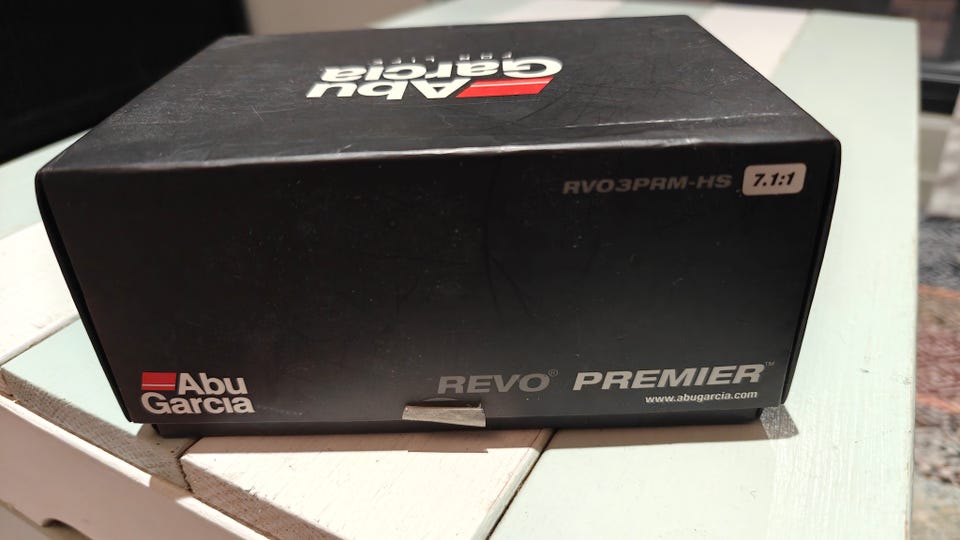 Abu
Garcia
FOR LIFE
RVO3PRM-HS 7.1:1
Abu
Garcia
REVO® PREMIER™
www.abugarcia.com